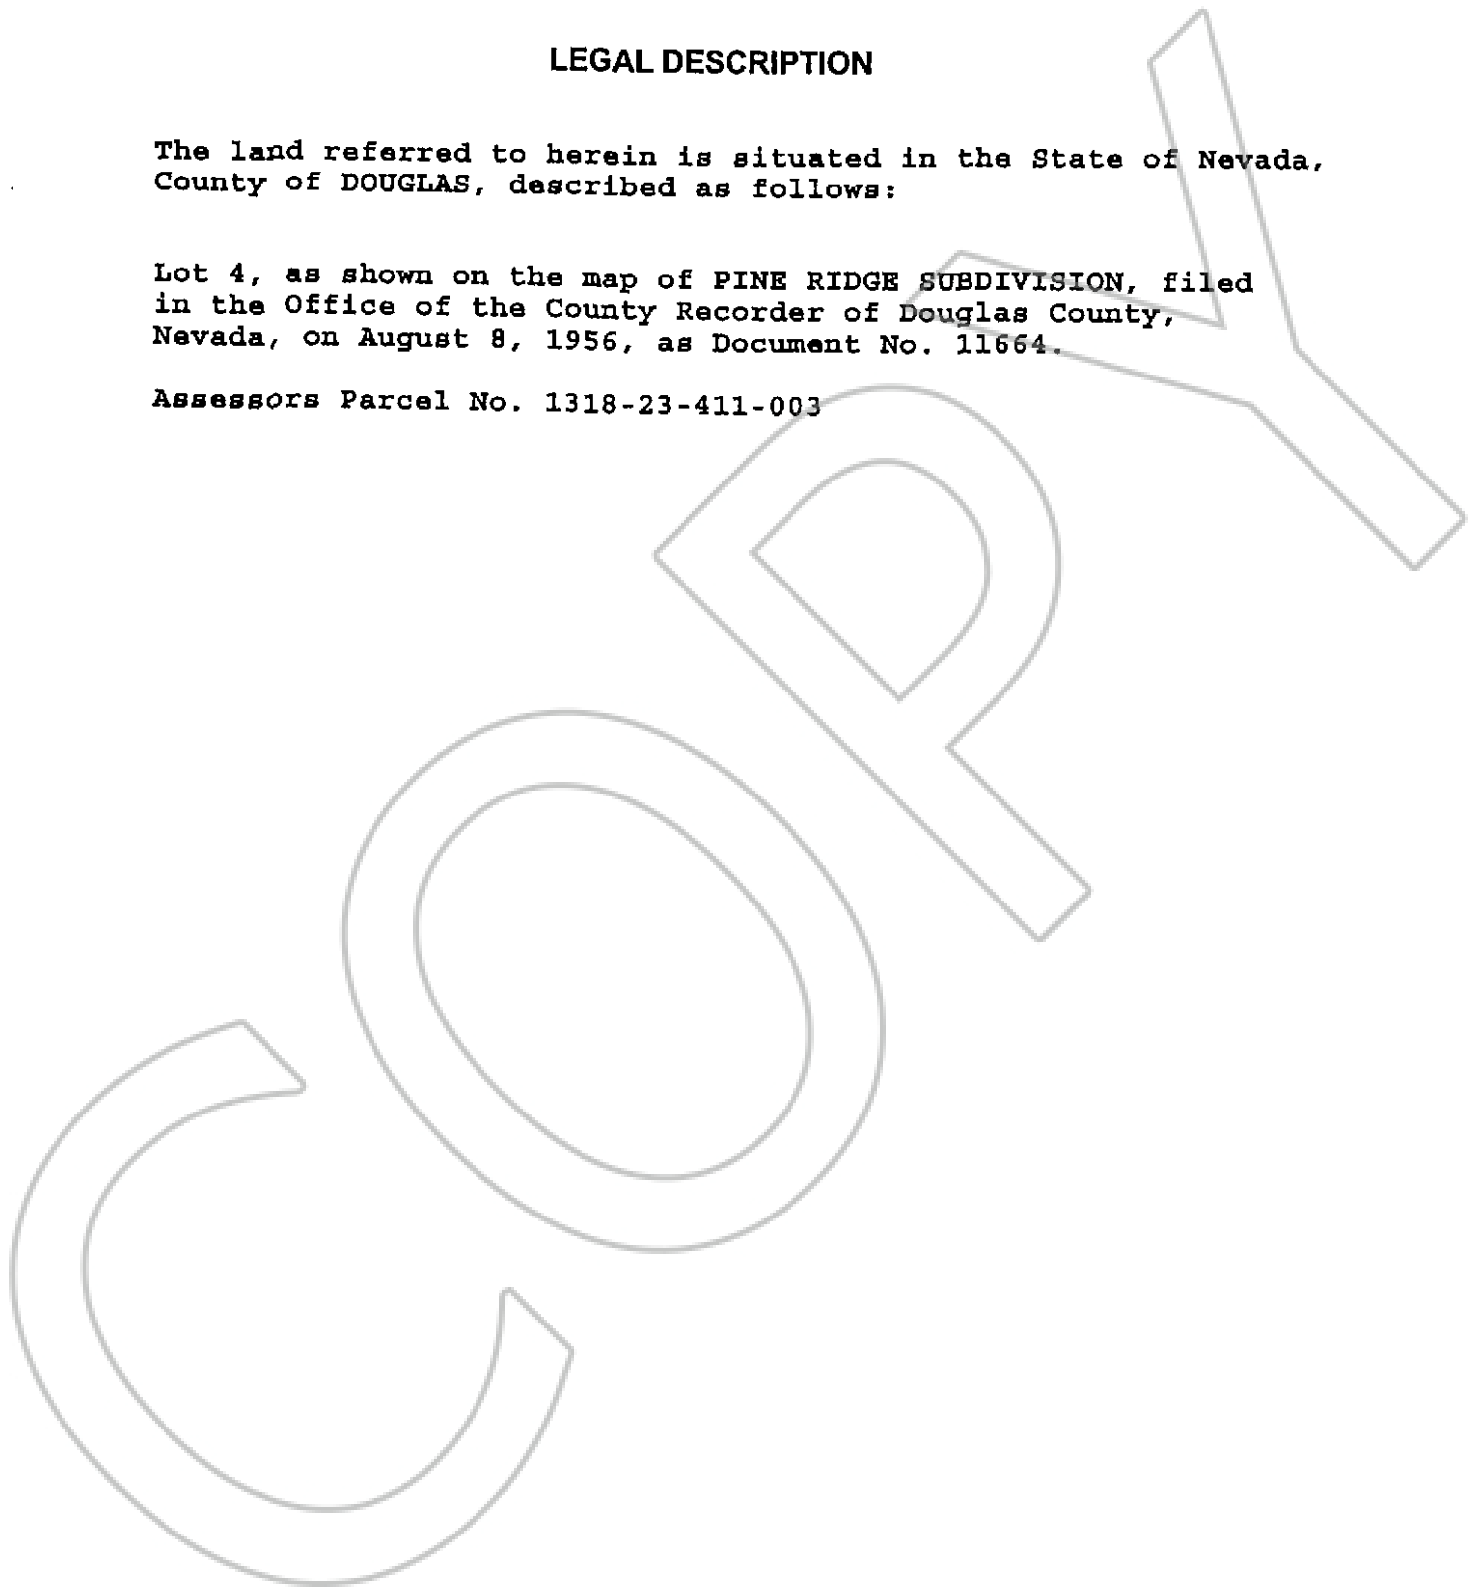 LEGAL DESCRIPTION
The land referred to herein is situated in the State of Nevada,
County of DOUGLAS, described as follows:
Lot 4, as shown on the map of PINE RIDGE SUBDIVISION, filed
in the Office of the County Recorder of Douglas County,
Nevada, on August 8, 1956, as Document No. 11664.
Assessors Parcel No. 1318-23-411-003
COPY